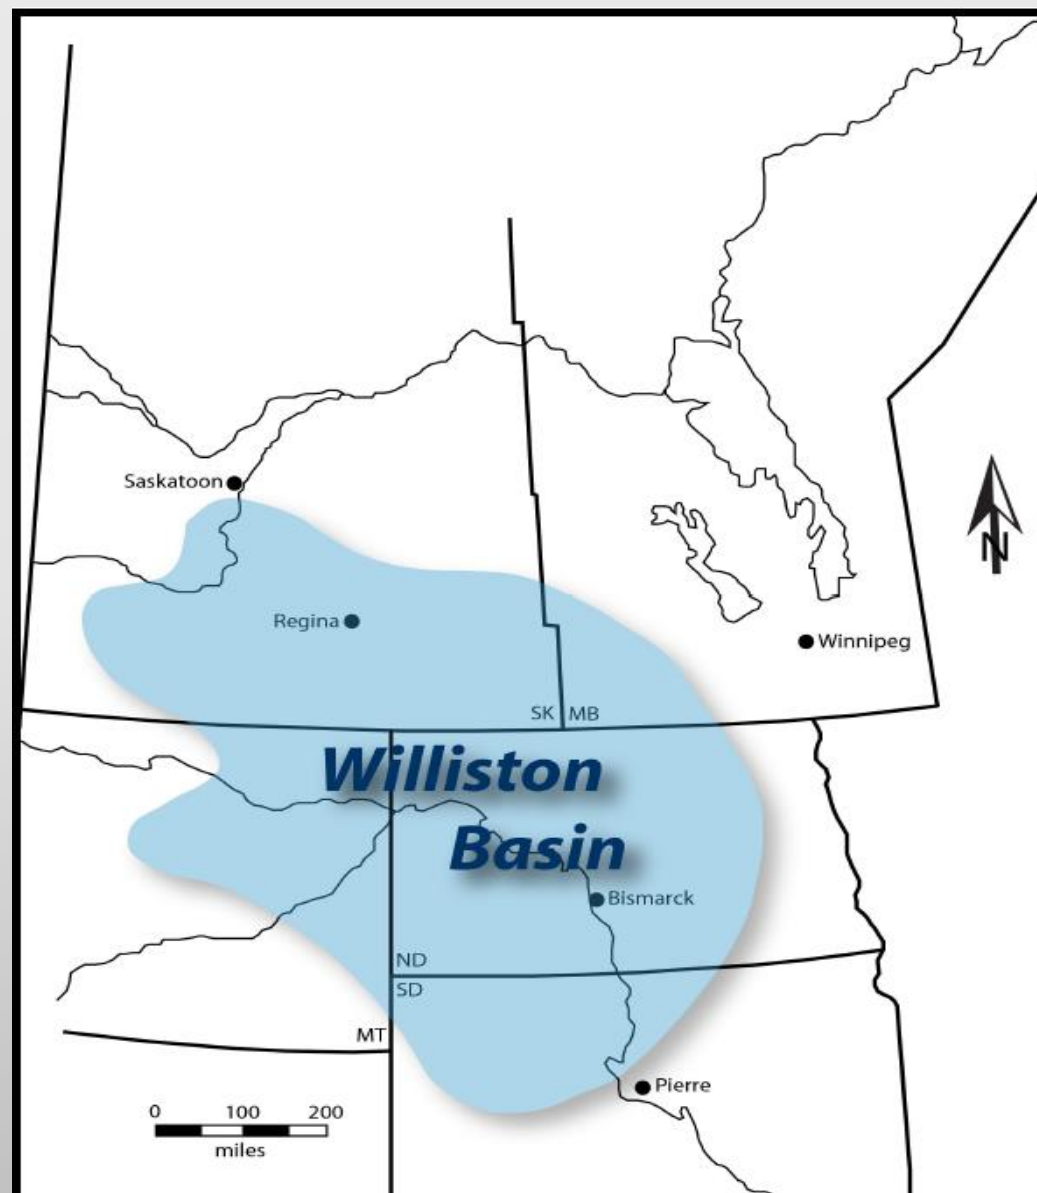 Saskatoon
N
Regina
Winnipeg
SK MB
Williston
Basin
Bismarck
ND
SD
MT
Pierre
0 100 200
miles